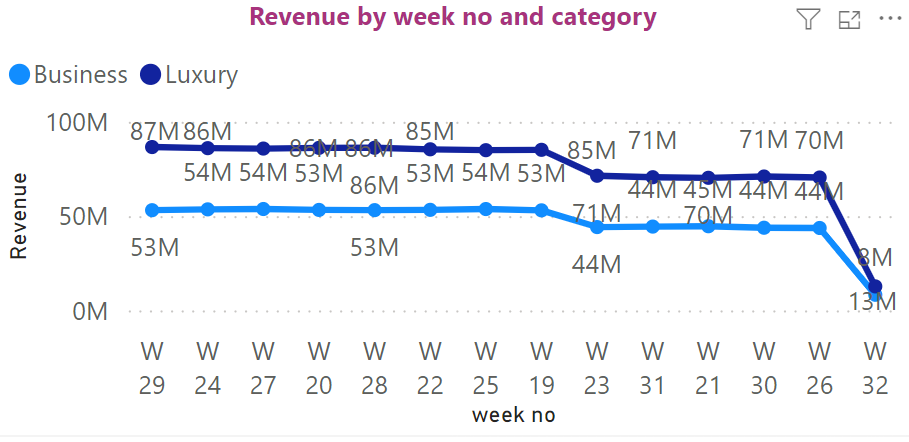 Revenue by week no and category
Business Luxury
100M
50M
0M
Revenue
87M 86M 86M 86M 85M 85M 71M 71M 70M
54M 54M 53M 86M 53M 54M 53M 71M 44M 45M 44M 44M
70M
53M 53M 44M 8M
13M
W W W W W W W W W W W W W W
29 24 27 20 28 22 25 19 23 31 21 30 26 32
week no